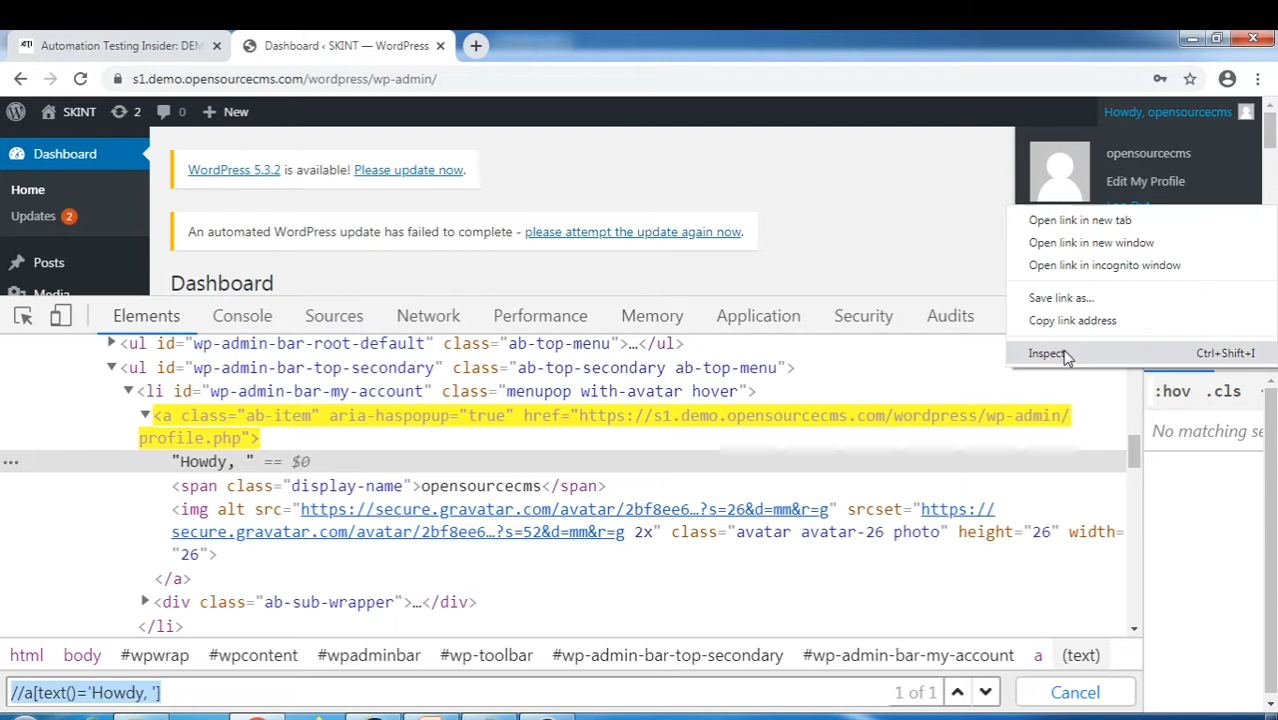 Automation Testing Insider: DEM
Dashboard ‹ SKINT — WordPress
s1.demo.opensourcecms.com/wordpress/wp-admin/
SKINT 2 0 New
Howdy, opensourcecms
Dashboard
Home
Updates 2
Posts
Media
WordPress 5.3.2 is available! Please update now.
An automated WordPress update has failed to complete - please attempt the update again now.
Dashboard
opensourcecms
Edit My Profile
Log Out
Open link in new tab
Open link in new window
Open link in incognito window
Save link as...
Copy link address
Inspect Ctrl+Shift+I
Elements Console Sources Network Performance Memory Application Security Audits
<ul id="wp-admin-bar-root-default" class="ab-top-menu">…</ul>
<ul id="wp-admin-bar-top-secondary" class="ab-top-secondary ab-top-menu">
<li id="wp-admin-bar-my-account" class="menupop with-avatar hover">
<a class="ab-item" aria-haspopup="true" href="https://s1.demo.opensourcecms.com/wordpress/wp-admin/
profile.php">
"Howdy, " == $0
<span class="display-name">opensourcecms</span>
<img alt src="https://secure.gravatar.com/avatar/2bf8ee6…?s=26&d=mm&r=g" srcset="https://
secure.gravatar.com/avatar/2bf8ee6…?s=52&d=mm&r=g 2x" class="avatar avatar-26 photo" height="26" width=
"26">
</a>
<div class="ab-sub-wrapper">…</div>
</li>
:hov .cls
No matching se
html body #wpwrap #wpcontent #wpadminbar #wp-toolbar #wp-admin-bar-top-secondary #wp-admin-bar-my-account a (text)
//a[text()='Howdy, ']
1 of 1
Cancel